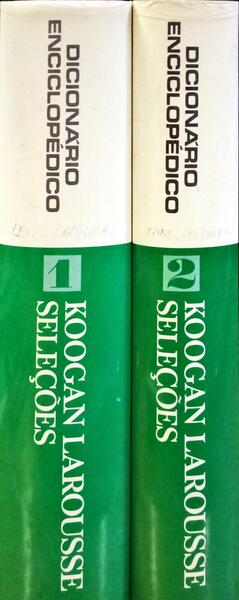 DICIONÁRIO
ENCICLOPÉDICO
1
KOOGAN LAROUSSE
SELEÇÕES
DICIONÁRIO
ENCICLOPÉDICO
2
KOOGAN LAROUSSE
SELEÇÕES